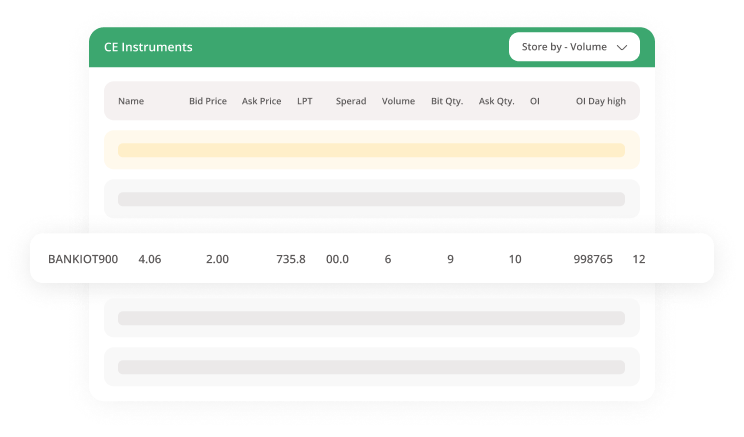 CE Instruments Store by - Volume
Name Bid Price Ask Price LPT Sperad Volume Bit Qty. Ask Qty. OI OI Day high
BANKIOT900 4.06 2.00 735.8 00.0 6 9 10 998765 12